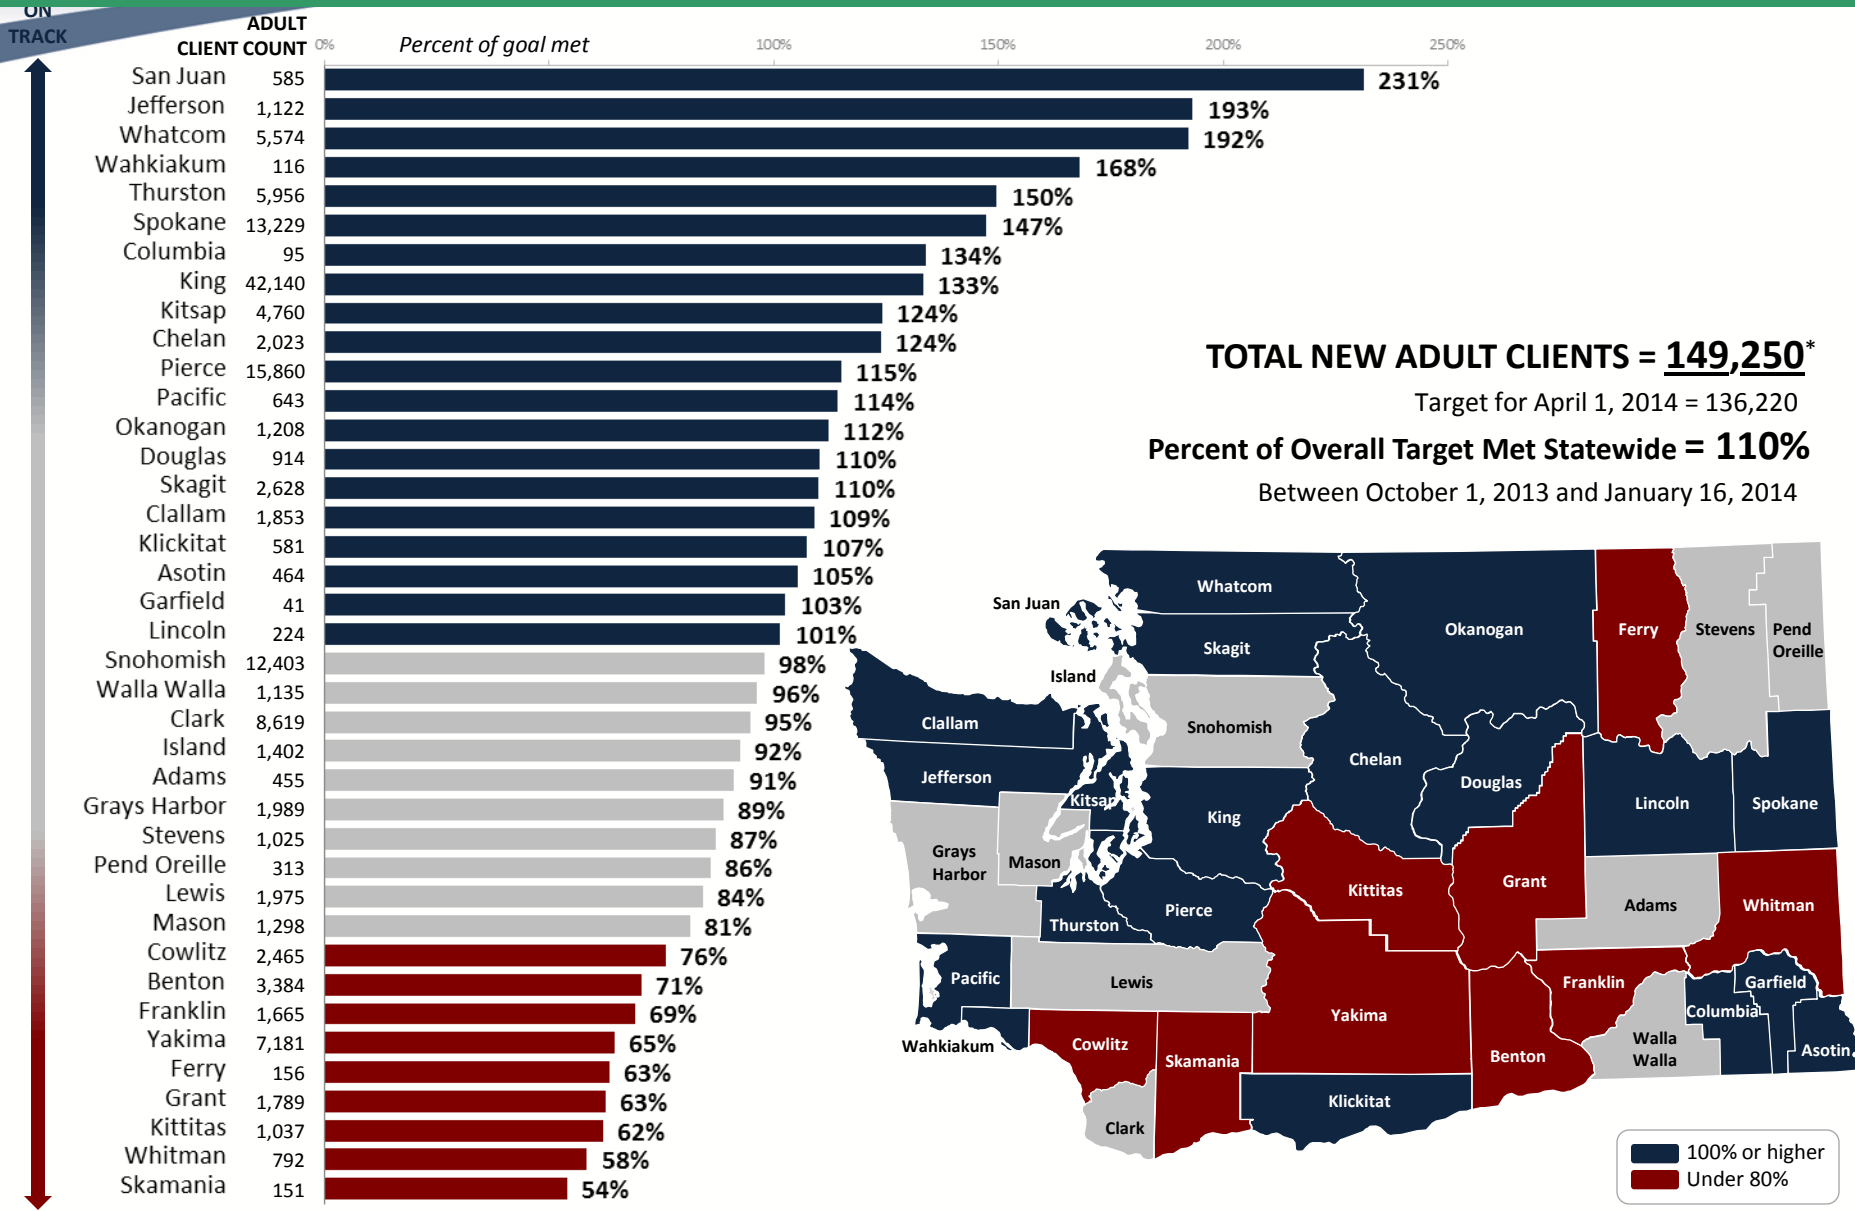 ON
TRACK
ADULT
CLIENT COUNT
Percent of goal met
0% 100% 150% 200% 250%
San Juan 585 231%
Jefferson 1,122 193%
Whatcom 5,574 192%
Wahkiakum 116 168%
Thurston 5,956 150%
Spokane 13,229 147%
Columbia 95 134%
King 42,140 133%
Kitsap 4,760 124%
Chelan 2,023 124%
Pierce 15,860 115%
Pacific 643 114%
Okanogan 1,208 112%
Douglas 914 110%
Skagit 2,628 110%
Clallam 1,853 109%
Klickitat 581 107%
Asotin 464 105%
Garfield 41 103%
Lincoln 224 101%
Snohomish 12,403 98%
Walla Walla 1,135 96%
Clark 8,619 95%
Island 1,402 92%
Adams 455 91%
Grays Harbor 1,989 89%
Stevens 1,025 87%
Pend Oreille 313 86%
Lewis 1,975 84%
Mason 1,298 81%
Cowlitz 2,465 76%
Benton 3,384 71%
Franklin 1,665 69%
Yakima 7,181 65%
Ferry 156 63%
Grant 1,789 63%
Kittitas 1,037 62%
Whitman 792 58%
Skamania 151 54%
TOTAL NEW ADULT CLIENTS = 149,250*
Target for April 1, 2014 = 136,220
Percent of Overall Target Met Statewide = 110%
Between October 1, 2013 and January 16, 2014
Whatcom
San Juan
Skagit
Okanogan
Ferry
Stevens
Pend
Oreille
Island
Clallam
Snohomish
Chelan
Jefferson
Douglas
Kitsap
King
Lincoln
Spokane
Grays
Harbor
Mason
Kittitas
Grant
Adams
Whitman
Thurston
Pierce
Pacific
Lewis
Franklin
Garfield
Columbia
Yakima
Wahkiakum
Cowlitz
Skamania
Benton
Walla
Walla
Asotin
Klickitat
Clark
100% or higher
Under 80%